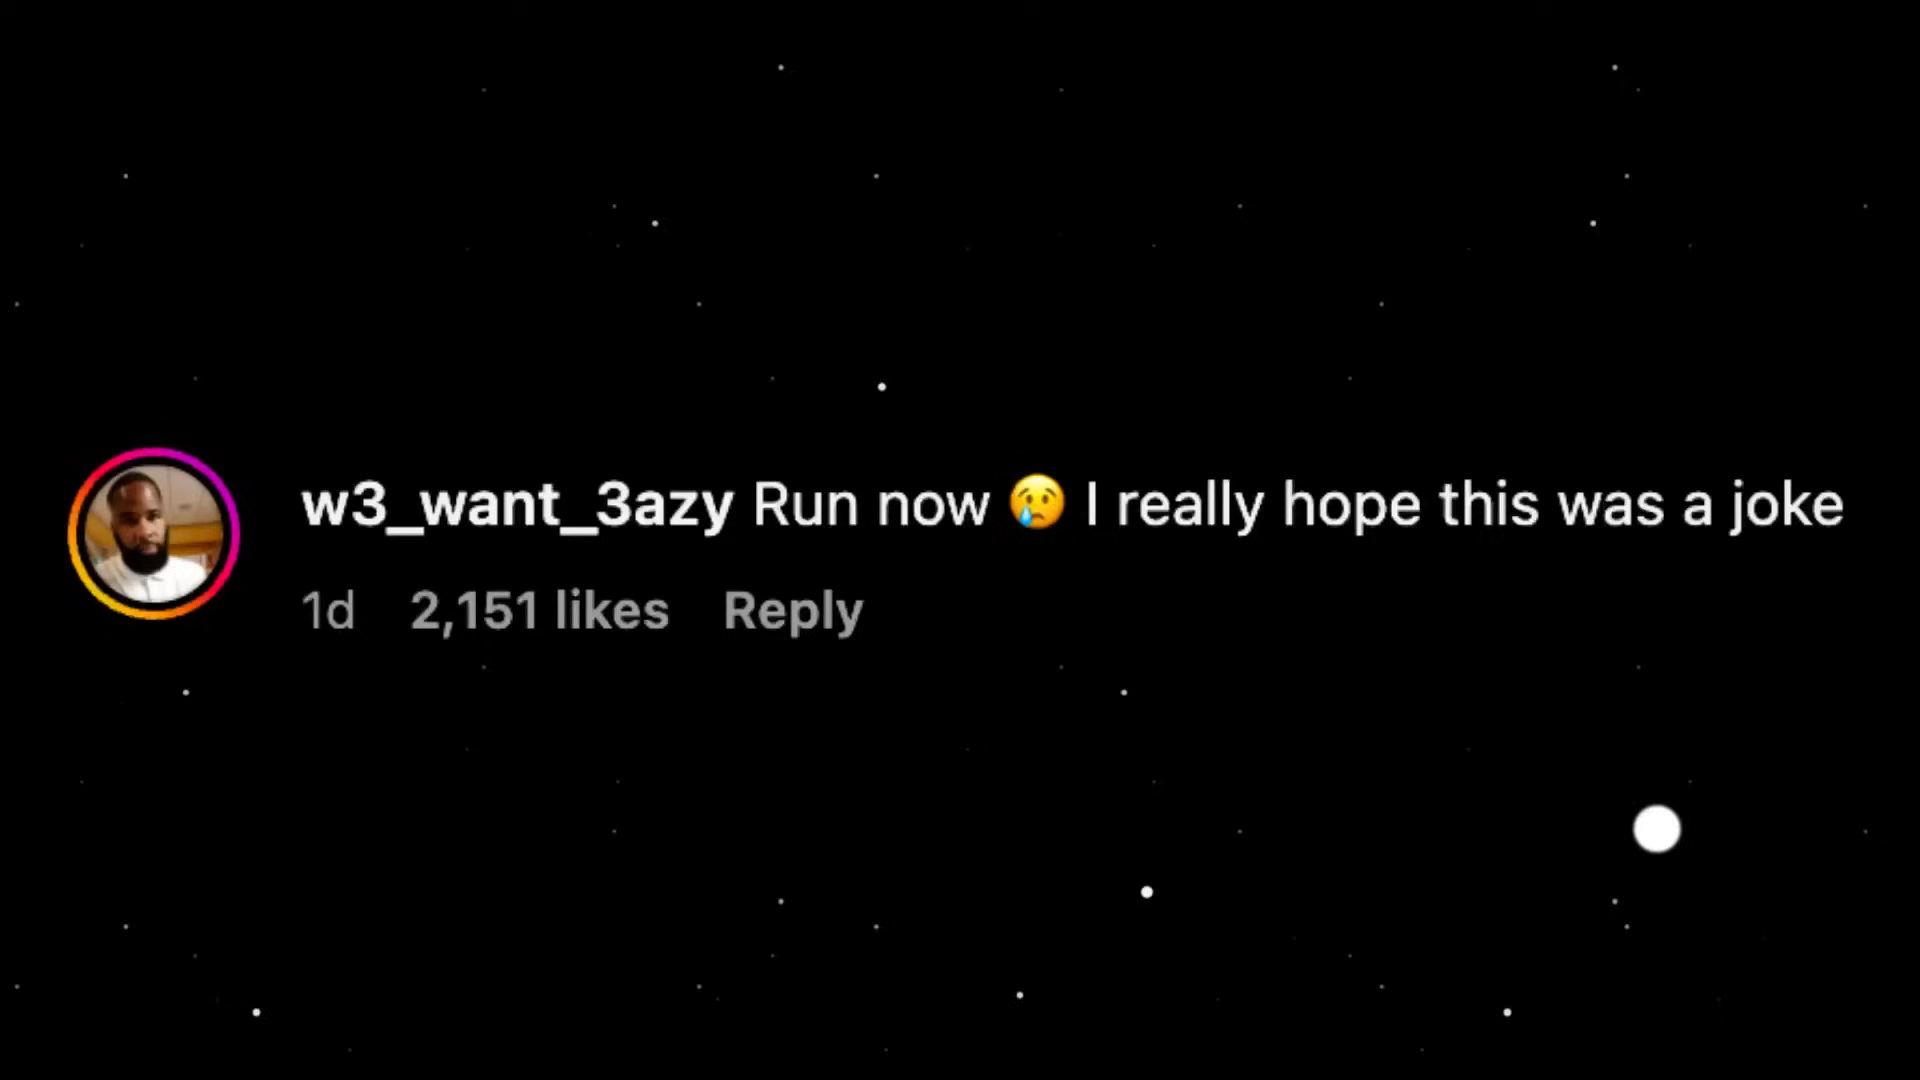 w3_want_3azy Run now 😢 I really hope this was a joke
1d 2,151 likes Reply